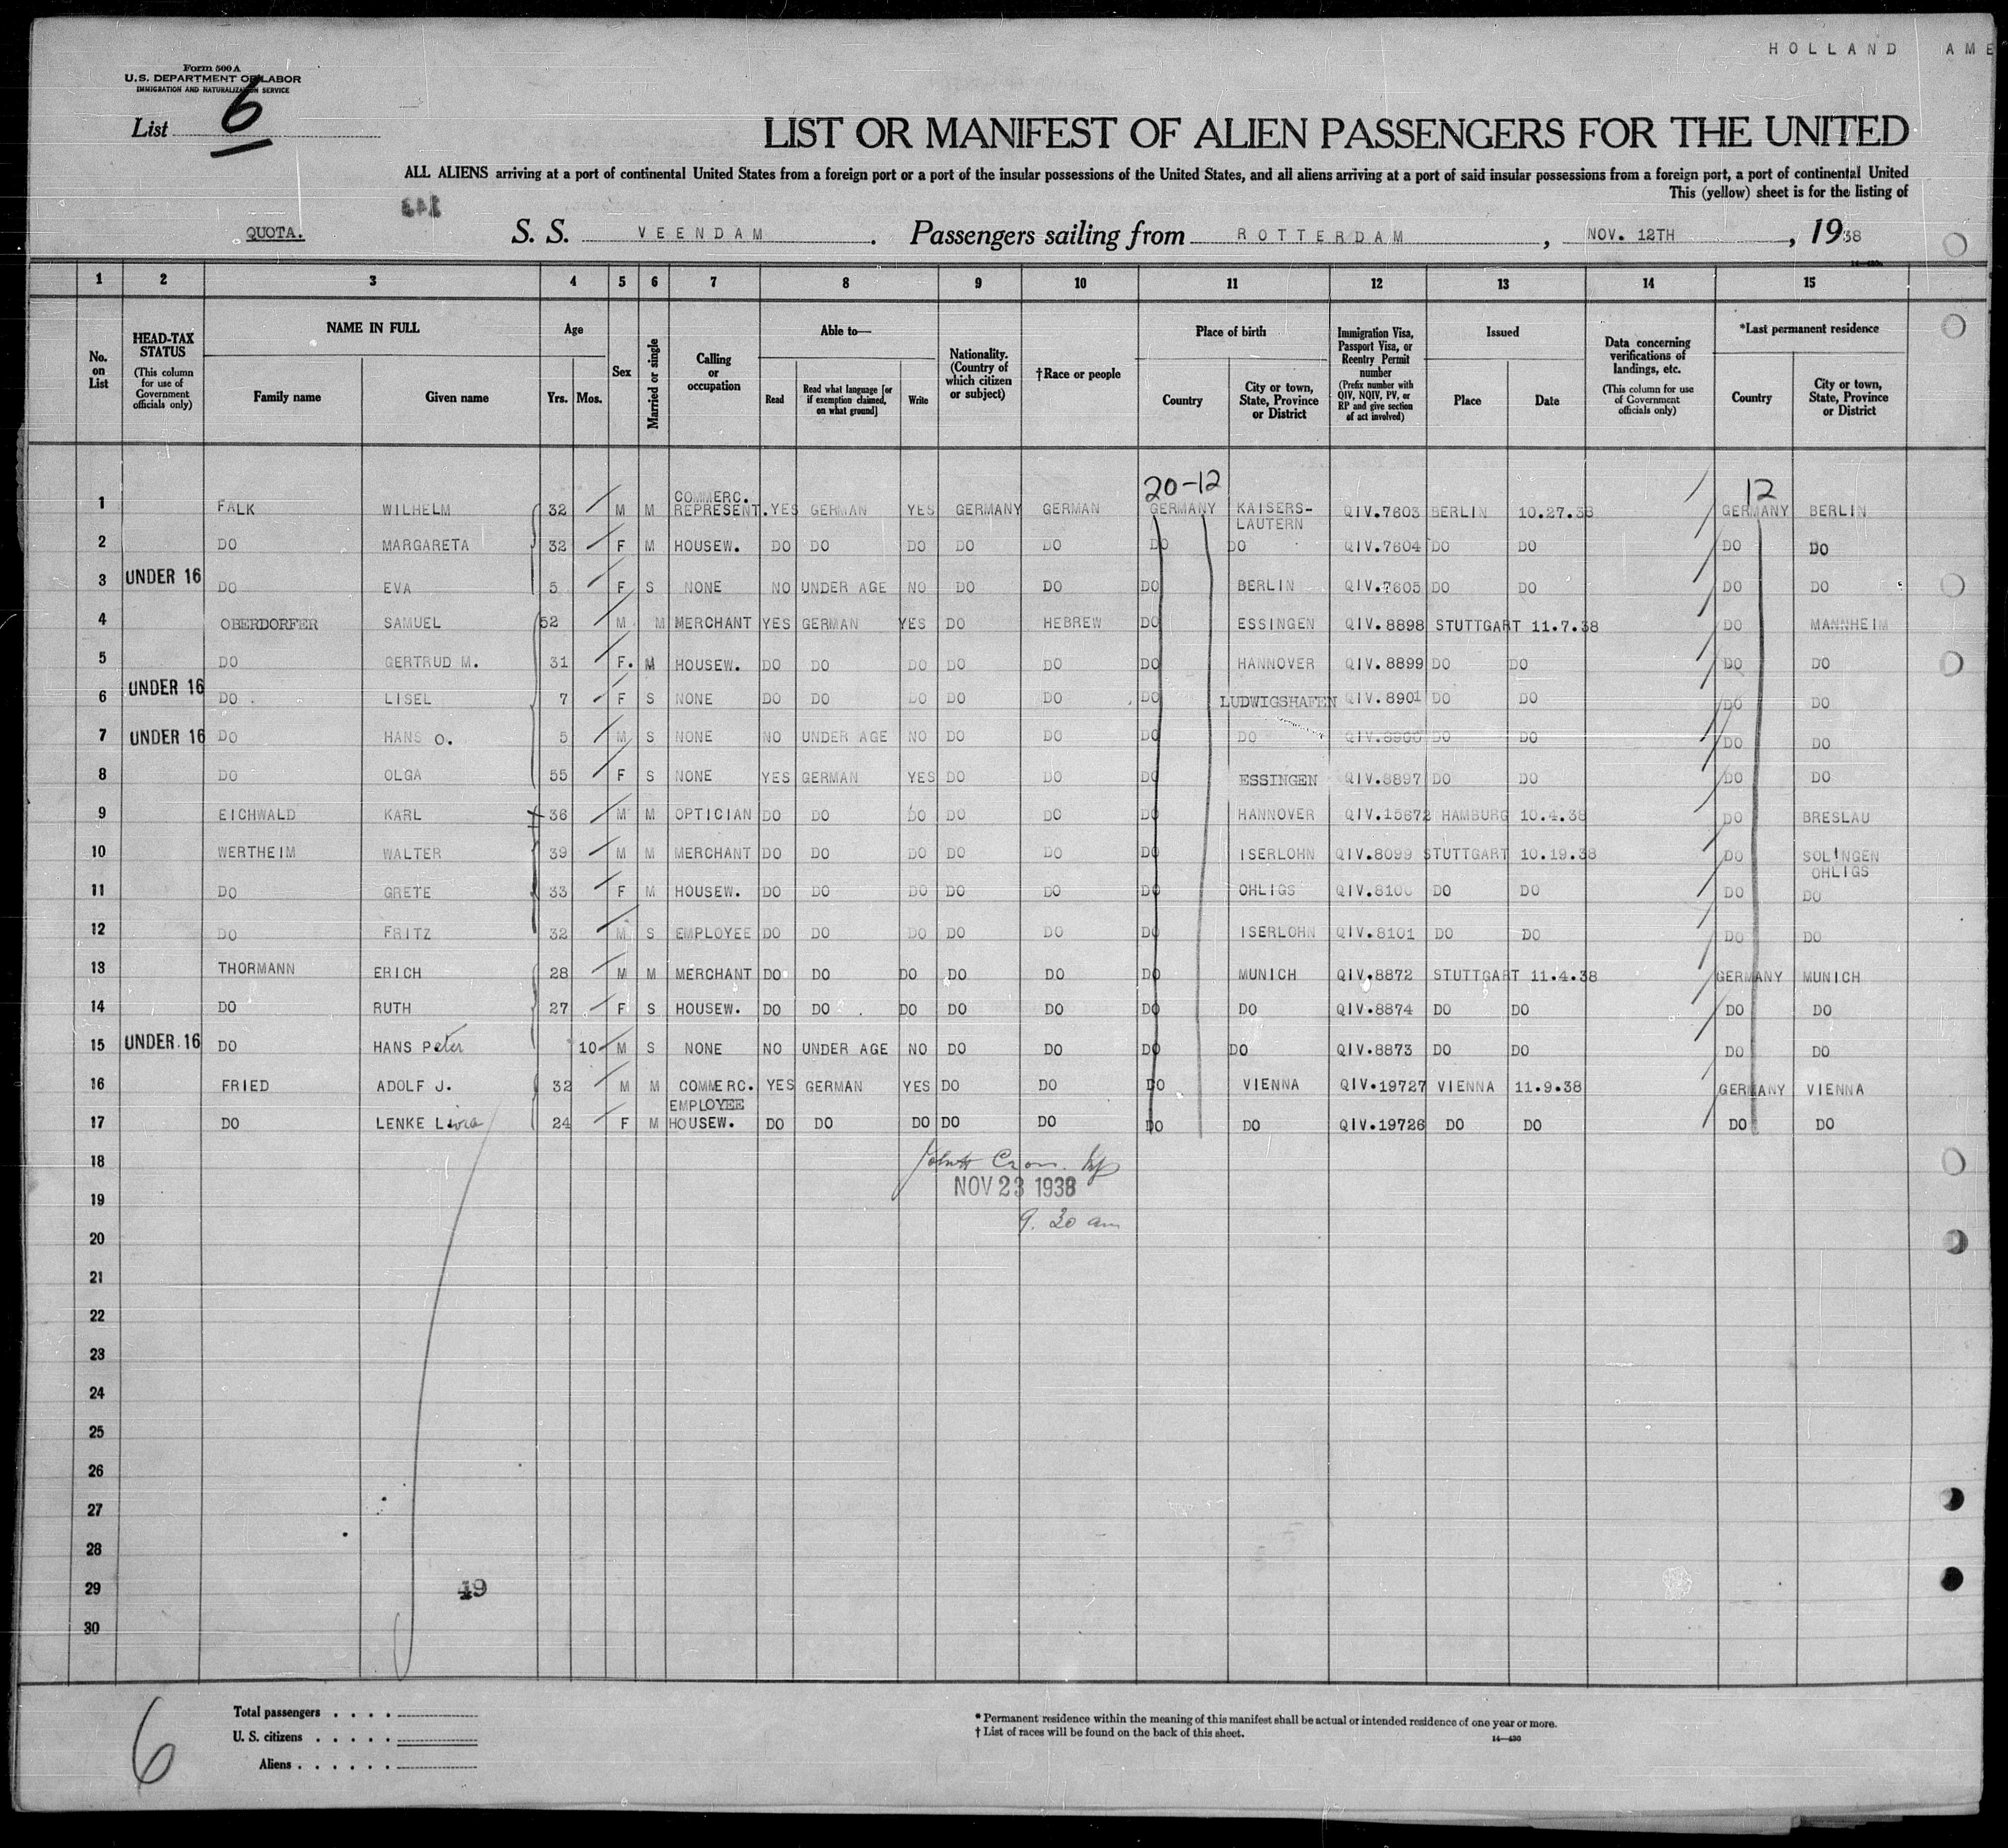 HOLLAND AME
Form 500 A
U.S. DEPARTMENT OF LABOR
IMMIGRATION AND NATURALIZATION SERVICE
List 6
LIST OR MANIFEST OF ALIEN PASSENGERS FOR THE UNITED
ALL ALIENS arriving at a port of continental United States from a foreign port or a port of the insular possessions of the United States, and all aliens arriving at a port of said insular possessions from a foreign port, a port of continental United
This (yellow) sheet is for the listing of
QUOTA. S. S. VEENDAM. Passengers sailing from ROTTERDAM, NOV. 12TH, 1938
1 2 3 4 5 6 7 8 9 10 11 12 13 14 15
No. on List
HEAD-TAX STATUS (This column for use of Government officials only)
NAME IN FULL Family name Given name
Age Yrs. Mos.
Sex
Married or single
Calling or occupation
Able to— Read Read what language [or if exemption claimed, on what ground] Write
Nationality. (Country of which citizen or subject)
†Race or people
Place of birth Country City or town, State, Province or District
Immigration Visa, Passport Visa, or Reentry Permit number (Prefix number with QIV, NQIV, PV, or RP and give section of act involved)
Issued Place Date
Data concerning verifications of landings, etc. (This column for use of Government officials only)
*Last permanent residence Country City or town, State, Province or District
20-12 12
1 FALK WILHELM 32 M M COMMERC. REPRESENT. YES GERMAN YES GERMANY GERMAN GERMANY KAISERS-LAUTERN QIV.7603 BERLIN 10.27.38 GERMANY BERLIN
2 DO MARGARETA 32 F M HOUSEW. DO DO DO DO DO DO DO QIV.7604 DO DO DO DO
3 UNDER 16 DO EVA 5 F S NONE NO UNDER AGE NO DO DO DO BERLIN QIV.7605 DO DO DO DO
4 OBERDORFER SAMUEL 52 M M MERCHANT YES GERMAN YES DO HEBREW DO ESSINGEN QIV.8898 STUTTGART 11.7.38 DO MANNHEIM
5 DO GERTRUD M. 31 F. M HOUSEW. DO DO DO DO DO DO HANNOVER QIV.8899 DO DO DO DO
6 UNDER 16 DO LISEL 7 F S NONE DO DO DO DO DO DO LUDWIGSHAFEN QIV.8901 DO DO DO DO
7 UNDER 16 DO HANS O. 5 M S NONE NO UNDER AGE NO DO DO DO DO QIV.8900 DO DO DO DO
8 DO OLGA 55 F S NONE YES GERMAN YES DO DO DO ESSINGEN QIV.8897 DO DO DO DO
9 EICHWALD KARL 36 M M OPTICIAN DO DO DO DO DO DO HANNOVER QIV.15672 HAMBURG 10.4.38 DO BRESLAU
10 WERTHEIM WALTER 39 M M MERCHANT DO DO DO DO DO DO ISERLOHN QIV.8099 STUTTGART 10.19.38 DO SOLINGEN OHLIGS
11 DO GRETE 33 F M HOUSEW. DO DO DO DO DO DO OHLIGS QIV.8100 DO DO DO DO
12 DO FRITZ 32 M S EMPLOYEE DO DO DO DO DO DO ISERLOHN QIV.8101 DO DO DO DO
13 THORMANN ERICH 28 M M MERCHANT DO DO DO DO DO DO MUNICH QIV.8872 STUTTGART 11.4.38 GERMANY MUNICH
14 DO RUTH 27 F S HOUSEW. DO DO DO DO DO DO DO QIV.8874 DO DO DO DO
15 UNDER 16 DO HANS Peter 10 M S NONE NO UNDER AGE NO DO DO DO DO QIV.8873 DO DO DO DO
16 FRIED ADOLF J. 32 M M COMMERC. EMPLOYEE YES GERMAN YES DO DO DO VIENNA QIV.19727 VIENNA 11.9.38 GERMANY VIENNA
17 DO LENKE Livia 24 F M HOUSEW. DO DO DO DO DO DO DO QIV.19726 DO DO DO DO
18
NOV 23 1938
19
9.30 am
20
21
22
23
24
25
26
27
28
29 49
30
6
Total passengers
U. S. citizens
Aliens
* Permanent residence within the meaning of this manifest shall be actual or intended residence of one year or more.
† List of races will be found on the back of this sheet.
14—430